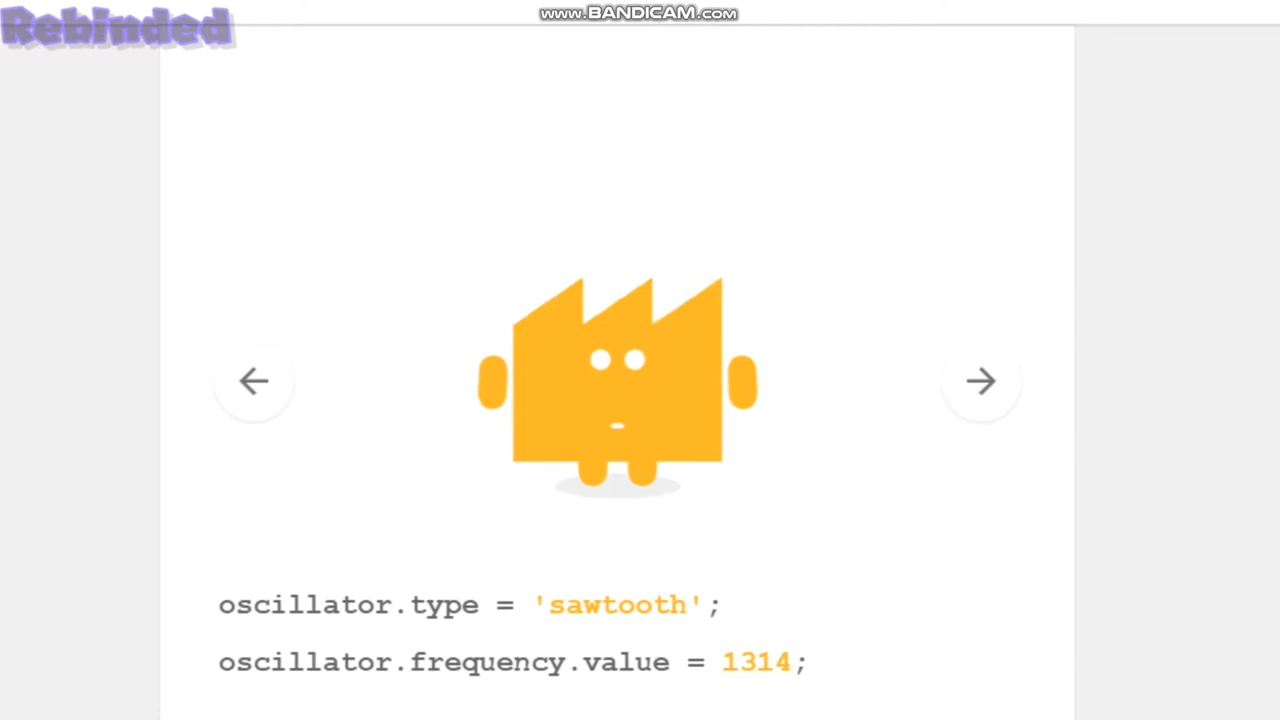 Rebinded
www.BANDICAM.com
oscillator.type = 'sawtooth';
oscillator.frequency.value = 1314;